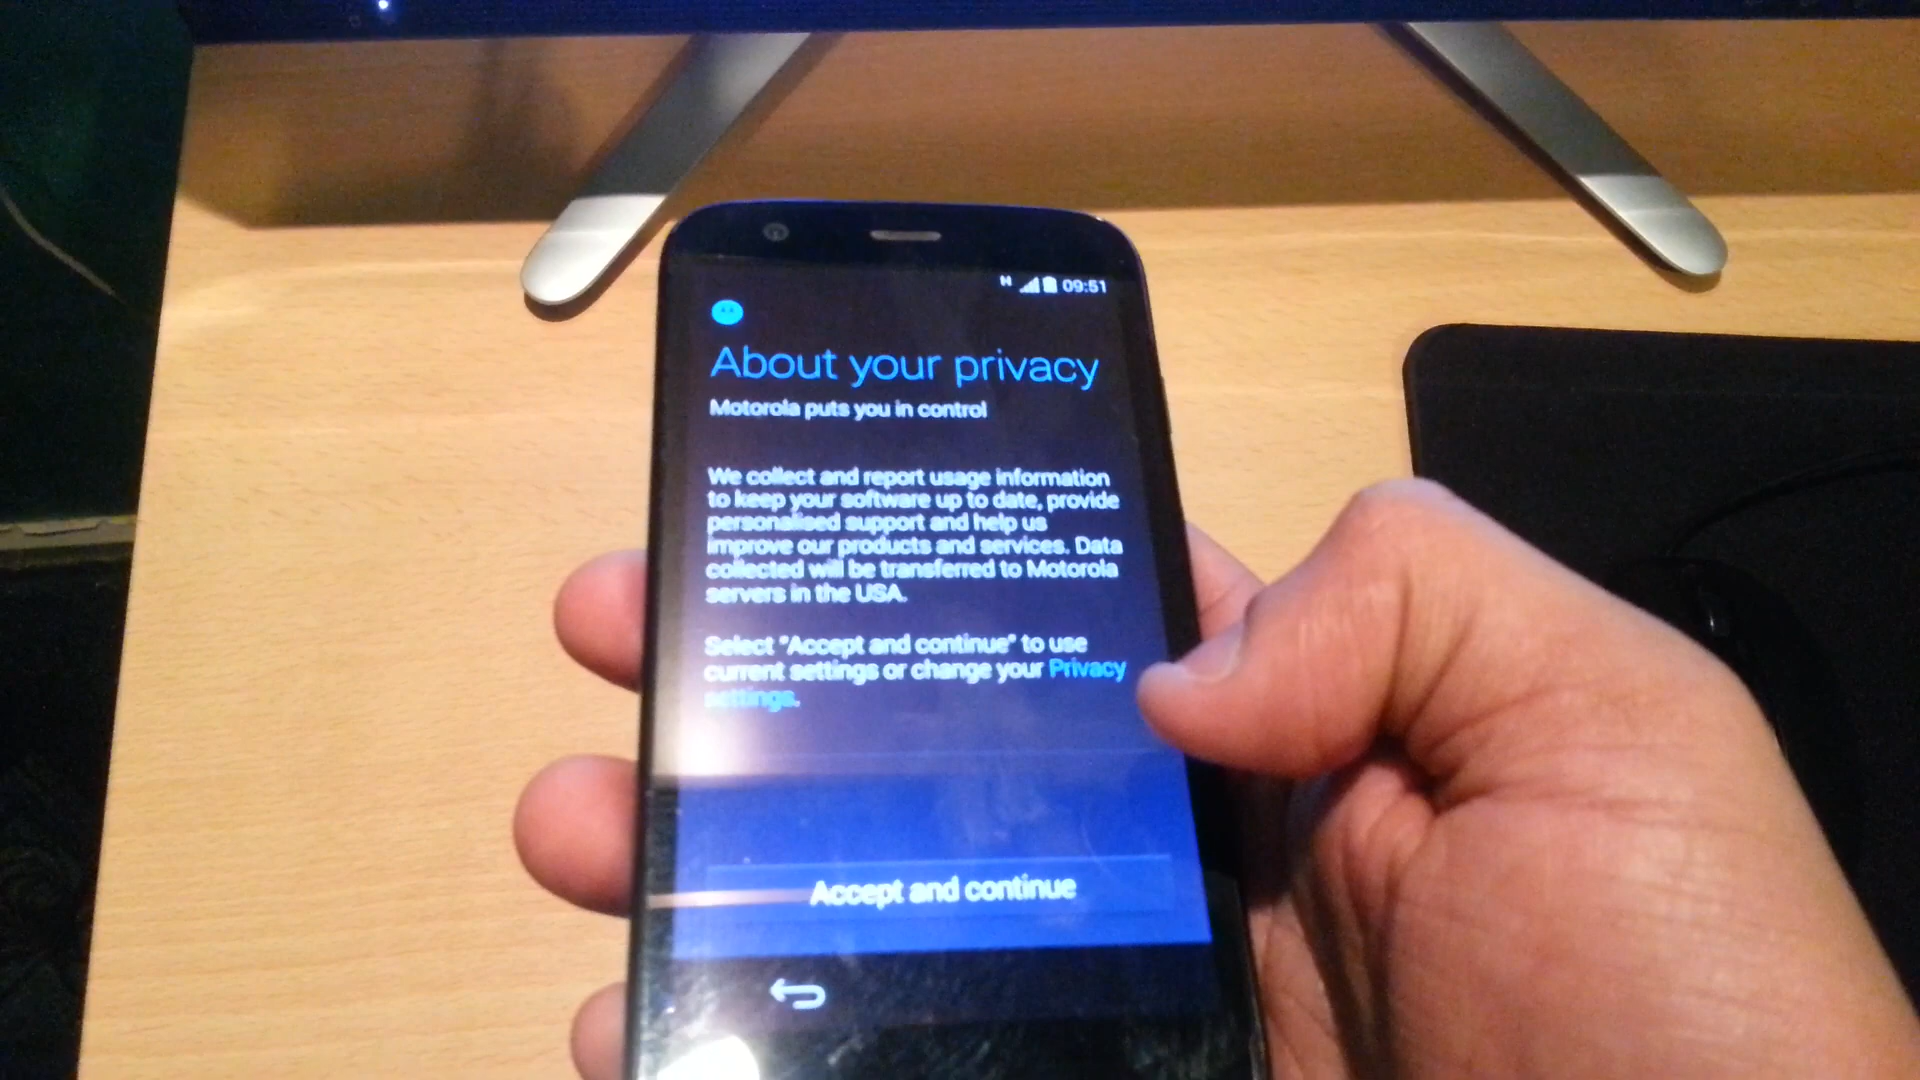 H 09:51
About your privacy
Motorola puts you in control
We collect and report usage information
to keep your software up to date, provide
personalised support and help us
improve our products and services. Data
collected will be transferred to Motorola
servers in the USA.
Select "Accept and continue" to use
current settings or change your Privacy
settings.
Accept and continue